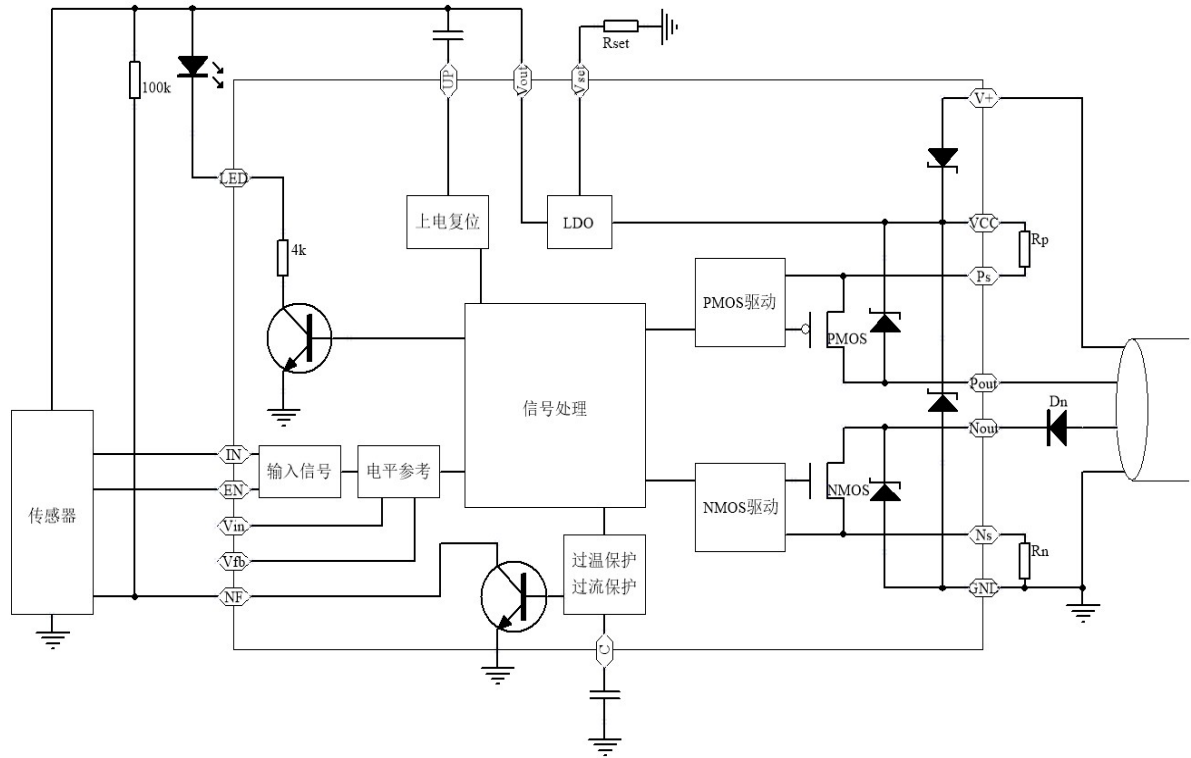 Rset
UP
Vout
Vset
100k
V+
LED
上电复位
LDO
VCC
Rp
4k
PMOS驱动
Ps
PMOS
信号处理
Pout
Dn
Nout
传感器
IN
EN
输入信号
电平参考
NMOS驱动
NMOS
Vin
Vfb
NF
过温保护
过流保护
Ns
Rn
GND
C